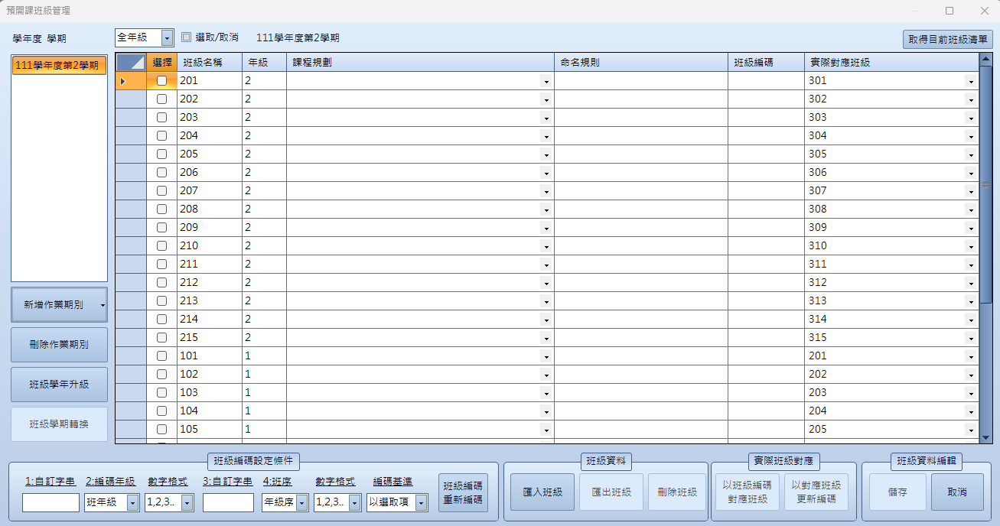 預開課班級管理
學年度 學期
全年級 選取/取消 111學年度第2學期 取得目前班級清單
111學年度第2學期
選擇 班級名稱 年級 課程規劃 命名規則 班級編碼 實際對應班級
201 2 301
202 2 302
203 2 303
204 2 304
205 2 305
206 2 306
207 2 307
208 2 308
209 2 309
210 2 310
211 2 311
212 2 312
213 2 313
214 2 314
215 2 315
101 1 201
102 1 202
103 1 203
104 1 204
105 1 205
新增作業期別
刪除作業期別
班級學年升級
班級學期轉換
班級編碼設定條件
1:自訂字串 2:編碼年級 數字格式 3:自訂字串 4:班序 數字格式 編碼基準
班年級 1,2,3.. 年級序 1,2,3.. 以選取項
班級編碼
重新編碼
班級資料
匯入班級 匯出班級 刪除班級
實際班級對應
以班級編碼
對應班級
以對應班級
更新編碼
班級資料編輯
儲存 取消